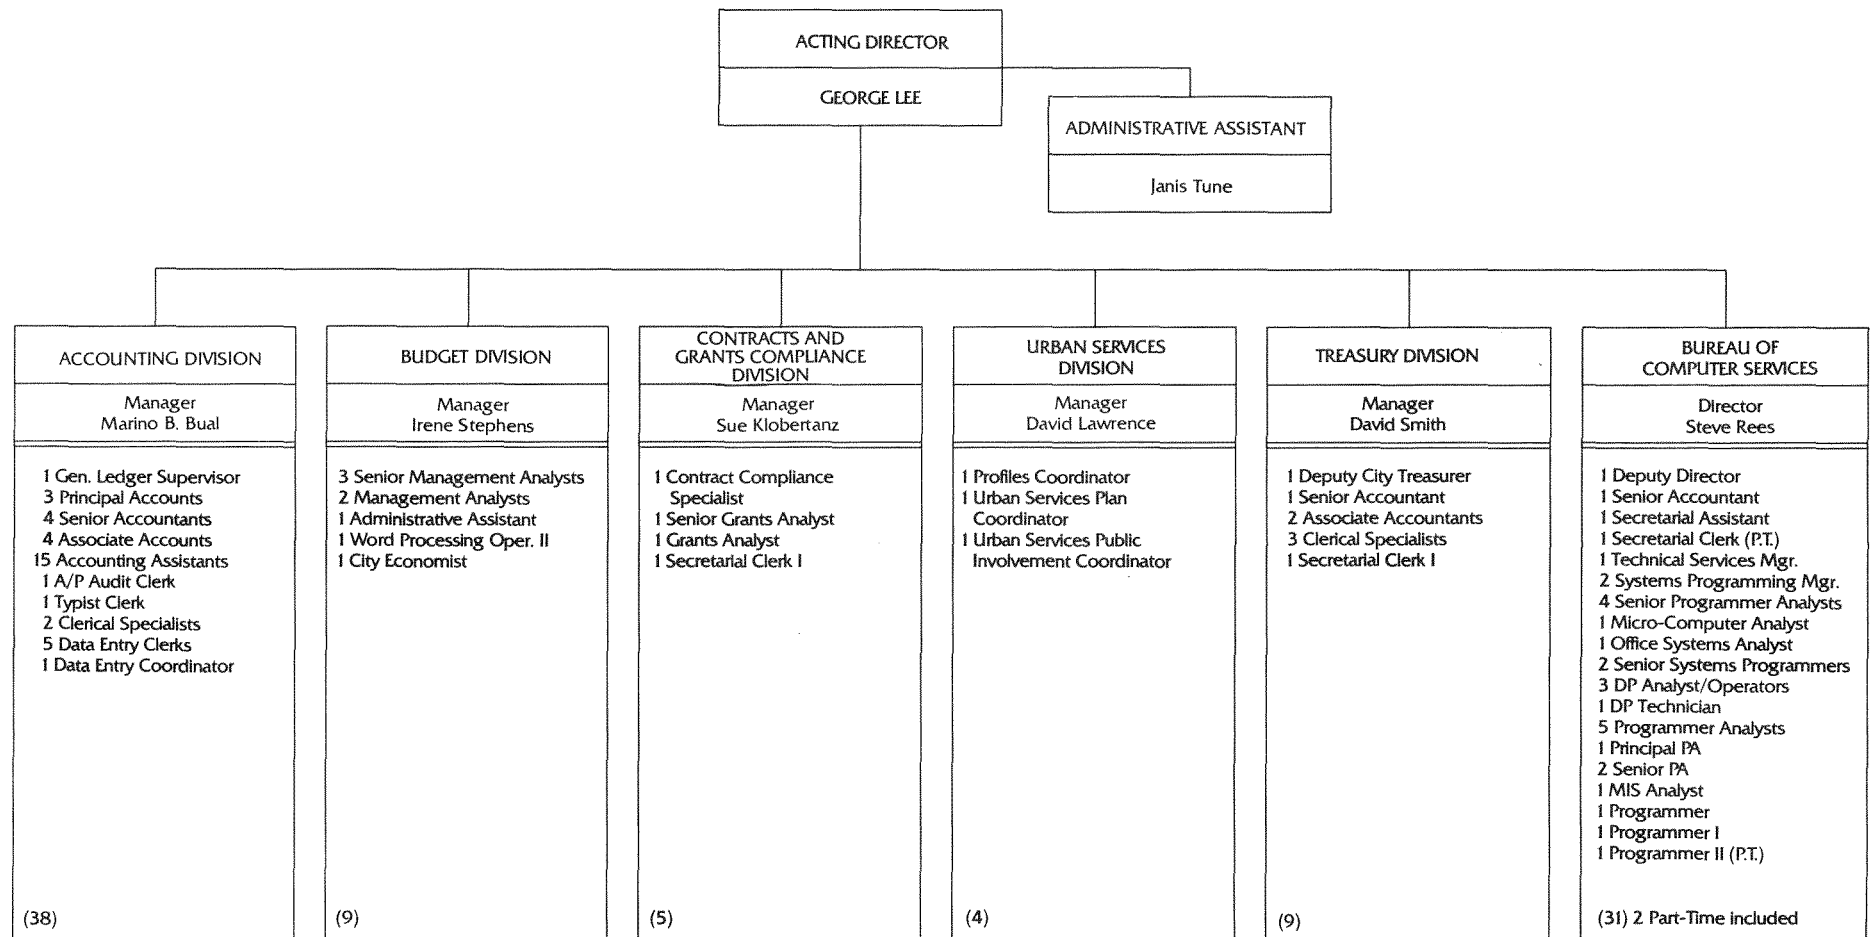 ACTING DIRECTOR
GEORGE LEE
ADMINISTRATIVE ASSISTANT
Janis Tune
ACCOUNTING DIVISION
Manager
Marino B. Bual
1 Gen. Ledger Supervisor
3 Principal Accounts
4 Senior Accountants
4 Associate Accounts
15 Accounting Assistants
1 A/P Audit Clerk
1 Typist Clerk
2 Clerical Specialists
5 Data Entry Clerks
1 Data Entry Coordinator
(38)
BUDGET DIVISION
Manager
Irene Stephens
3 Senior Management Analysts
2 Management Analysts
1 Administrative Assistant
1 Word Processing Oper. II
1 City Economist
(9)
CONTRACTS AND
GRANTS COMPLIANCE
DIVISION
Manager
Sue Klobertanz
1 Contract Compliance
Specialist
1 Senior Grants Analyst
1 Grants Analyst
1 Secretarial Clerk I
(5)
URBAN SERVICES
DIVISION
Manager
David Lawrence
1 Profiles Coordinator
1 Urban Services Plan
Coordinator
1 Urban Services Public
Involvement Coordinator
(4)
TREASURY DIVISION
Manager
David Smith
1 Deputy City Treasurer
1 Senior Accountant
2 Associate Accountants
3 Clerical Specialists
1 Secretarial Clerk I
(9)
BUREAU OF
COMPUTER SERVICES
Director
Steve Rees
1 Deputy Director
1 Senior Accountant
1 Secretarial Assistant
1 Secretarial Clerk (P.T.)
1 Technical Services Mgr.
2 Systems Programming Mgr.
4 Senior Programmer Analysts
1 Micro-Computer Analyst
1 Office Systems Analyst
2 Senior Systems Programmers
3 DP Analyst/Operators
1 DP Technician
5 Programmer Analysts
1 Principal PA
2 Senior PA
1 MIS Analyst
1 Programmer
1 Programmer I
1 Programmer II (P.T.)
(31) 2 Part-Time included